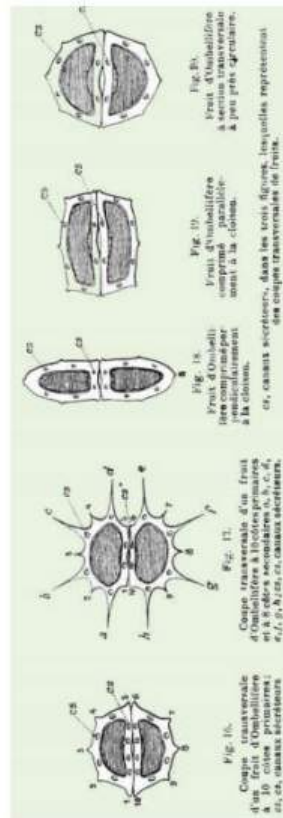 Fig. 16.
Coupe transversale
d'un fruit d'Ombellifère
à 10 côtes primaires;
cs, cs, canaux sécréteurs
Fig. 17.
Coupe transversale d'un fruit
d'Ombellifère à 10 côtes primaires
et à 8 côtes secondaires a, b, c, d,
e, f, g, h; cs, cs, canaux sécréteurs.
Fig. 18.
Fruit d'Ombelli-
fère comprimé per-
pendiculairement
à la cloison.
Fig. 19.
Fruit d'Ombellifère
comprimé parallèle-
ment à la cloison.
Fig. 20.
Fruit d'Ombellifère
à section transversale
à peu près circulaire.
cs, canaux sécréteurs, dans les trois figures, lesquelles représentent
des coupes transversales de fruits.